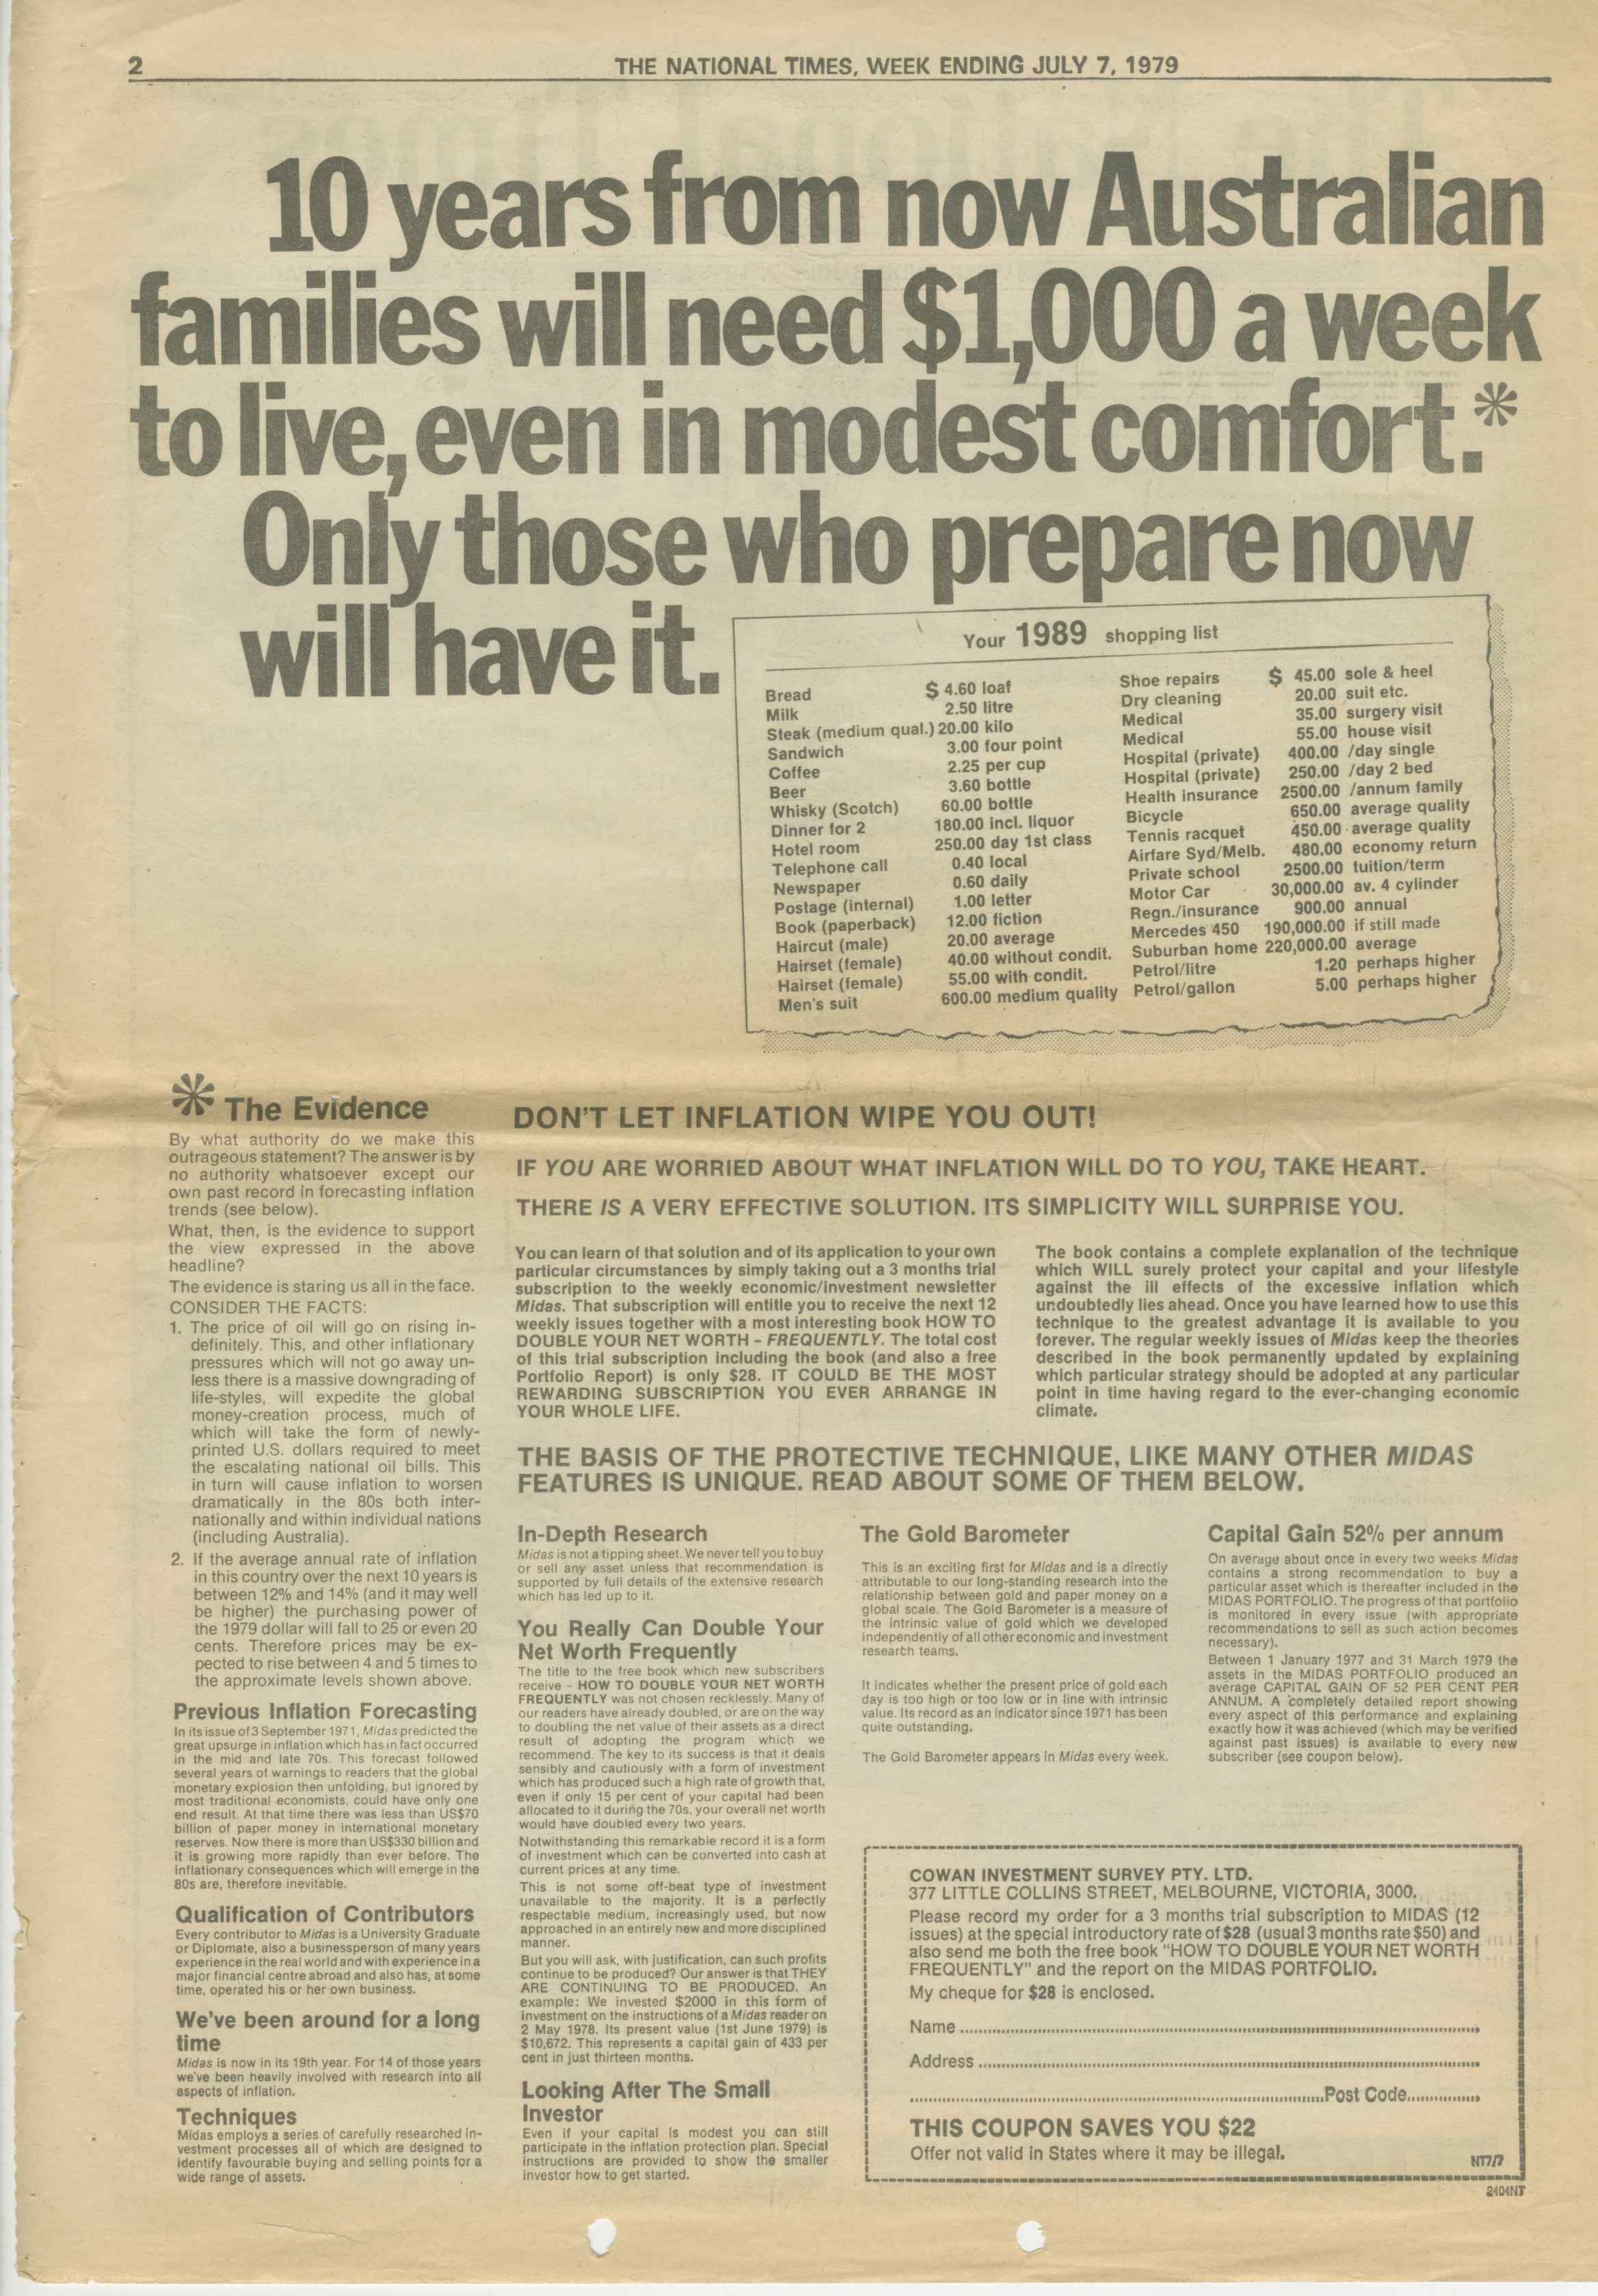 2
THE NATIONAL TIMES, WEEK ENDING JULY 7, 1979
10 years from now Australian
families will need $1,000 a week
to live, even in modest comfort.*
Only those who prepare now
will have it.
Your 1989 shopping list
Bread $ 4.60 loaf
Milk 2.50 litre
Steak (medium qual.) 20.00 kilo
Sandwich 3.00 four point
Coffee 2.25 per cup
Beer 3.60 bottle
Whisky (Scotch) 60.00 bottle
Dinner for 2 180.00 incl. liquor
Hotel room 250.00 day 1st class
Telephone call 0.40 local
Newspaper 0.60 daily
Postage (internal) 1.00 letter
Book (paperback) 12.00 fiction
Haircut (male) 20.00 average
Hairset (female) 40.00 without condit.
Hairset (female) 55.00 with condit.
Men's suit 600.00 medium quality
Shoe repairs $ 45.00 sole & heel
Dry cleaning 20.00 suit etc.
Medical 35.00 surgery visit
Medical 55.00 house visit
Hospital (private) 400.00 /day single
Hospital (private) 250.00 /day 2 bed
Health insurance 2500.00 /annum family
Bicycle 650.00 average quality
Tennis racquet 450.00 average quality
Airfare Syd/Melb. 480.00 economy return
Private school 2500.00 tuition/term
Motor Car 30,000.00 av. 4 cylinder
Regn./insurance 900.00 annual
Mercedes 450 190,000.00 if still made
Suburban home 220,000.00 average
Petrol/litre 1.20 perhaps higher
Petrol/gallon 5.00 perhaps higher
* The Evidence
By what authority do we make this
outrageous statement? The answer is by
no authority whatsoever except our
own past record in forecasting inflation
trends (see below).
What, then, is the evidence to support
the view expressed in the above
headline?
The evidence is staring us all in the face.
CONSIDER THE FACTS:
1. The price of oil will go on rising in-
definitely. This, and other inflationary
pressures which will not go away un-
less there is a massive downgrading of
life-styles, will expedite the global
money-creation process, much of
which will take the form of newly-
printed U.S. dollars required to meet
the escalating national oil bills. This
in turn will cause inflation to worsen
dramatically in the 80s both inter-
nationally and within individual nations
(including Australia).
2. If the average annual rate of inflation
in this country over the next 10 years is
between 12% and 14% (and it may well
be higher) the purchasing power of
the 1979 dollar will fall to 25 or even 20
cents. Therefore prices may be ex-
pected to rise between 4 and 5 times to
the approximate levels shown above.
Previous Inflation Forecasting
In its issue of 3 September 1971, Midas predicted the
great upsurge in inflation which has in fact occurred
in the mid and late 70s. This forecast followed
several years of warnings to readers that the global
monetary explosion then unfolding, but ignored by
most traditional economists, could have only one
end result. At that time there was less than US$70
billion of paper money in international monetary
reserves. Now there is more than US$330 billion and
it is growing more rapidly than ever before. The
inflationary consequences which will emerge in the
80s are, therefore inevitable.
Qualification of Contributors
Every contributor to Midas is a University Graduate
or Diplomate, also a businessperson of many years
experience in the real world and with experience in a
major financial centre abroad and also has, at some
time, operated his or her own business.
We've been around for a long
time
Midas is now in its 19th year. For 14 of those years
we've been heavily involved with research into all
aspects of inflation.
Techniques
Midas employs a series of carefully researched in-
vestment processes all of which are designed to
identify favourable buying and selling points for a
wide range of assets.
DON'T LET INFLATION WIPE YOU OUT!
IF YOU ARE WORRIED ABOUT WHAT INFLATION WILL DO TO YOU, TAKE HEART.
THERE IS A VERY EFFECTIVE SOLUTION. ITS SIMPLICITY WILL SURPRISE YOU.
You can learn of that solution and of its application to your own
particular circumstances by simply taking out a 3 months trial
subscription to the weekly economic/investment newsletter
Midas. That subscription will entitle you to receive the next 12
weekly issues together with a most interesting book HOW TO
DOUBLE YOUR NET WORTH – FREQUENTLY. The total cost
of this trial subscription including the book (and also a free
Portfolio Report) is only $28. IT COULD BE THE MOST
REWARDING SUBSCRIPTION YOU EVER ARRANGE IN
YOUR WHOLE LIFE.
The book contains a complete explanation of the technique
which WILL surely protect your capital and your lifestyle
against the ill effects of the excessive inflation which
undoubtedly lies ahead. Once you have learned how to use this
technique to the greatest advantage it is available to you
forever. The regular weekly issues of Midas keep the theories
described in the book permanently updated by explaining
which particular strategy should be adopted at any particular
point in time having regard to the ever-changing economic
climate.
THE BASIS OF THE PROTECTIVE TECHNIQUE, LIKE MANY OTHER MIDAS
FEATURES IS UNIQUE. READ ABOUT SOME OF THEM BELOW.
In-Depth Research
Midas is not a tipping sheet. We never tell you to buy
or sell any asset unless that recommendation is
supported by full details of the extensive research
which has led up to it.
You Really Can Double Your
Net Worth Frequently
The title to the free book which new subscribers
receive – HOW TO DOUBLE YOUR NET WORTH
FREQUENTLY was not chosen recklessly. Many of
our readers have already doubled, or are on the way
to doubling the net value of their assets as a direct
result of adopting the program which we
recommend. The key to its success is that it deals
sensibly and cautiously with a form of investment
which has produced such a high rate of growth that,
even if only 15 per cent of your capital had been
allocated to it during the 70s, your overall net worth
would have doubled every two years.
Notwithstanding this remarkable record it is a form
of investment which can be converted into cash at
current prices at any time.
This is not some off-beat type of investment
unavailable to the majority. It is a perfectly
respectable medium, increasingly used, but now
approached in an entirely new and more disciplined
manner.
But you will ask, with justification, can such profits
continue to be produced? Our answer is that THEY
ARE CONTINUING TO BE PRODUCED. An
example: We invested $2000 in this form of
investment on the instructions of a Midas reader on
2 May 1978. Its present value (1st June 1979) is
$10,672. This represents a capital gain of 433 per
cent in just thirteen months.
Looking After The Small
Investor
Even if your capital is modest you can still
participate in the inflation protection plan. Special
instructions are provided to show the smaller
investor how to get started.
The Gold Barometer
This is an exciting first for Midas and is a directly
attributable to our long-standing research into the
relationship between gold and paper money on a
global scale. The Gold Barometer is a measure of
the intrinsic value of gold which we developed
independently of all other economic and investment
research teams.
It indicates whether the present price of gold each
day is too high or too low or in line with intrinsic
value. Its record as an indicator since 1971 has been
quite outstanding.
The Gold Barometer appears in Midas every week.
Capital Gain 52% per annum
On average about once in every two weeks Midas
contains a strong recommendation to buy a
particular asset which is thereafter included in the
MIDAS PORTFOLIO. The progress of that portfolio
is monitored in every issue (with appropriate
recommendations to sell as such action becomes
necessary).
Between 1 January 1977 and 31 March 1979 the
assets in the MIDAS PORTFOLIO produced an
average CAPITAL GAIN OF 52 PER CENT PER
ANNUM. A completely detailed report showing
every aspect of this performance and explaining
exactly how it was achieved (which may be verified
against past issues) is available to every new
subscriber (see coupon below).
COWAN INVESTMENT SURVEY PTY. LTD.
377 LITTLE COLLINS STREET, MELBOURNE, VICTORIA, 3000.
Please record my order for a 3 months trial subscription to MIDAS (12
issues) at the special introductory rate of $28 (usual 3 months rate $50) and
also send me both the free book "HOW TO DOUBLE YOUR NET WORTH
FREQUENTLY" and the report on the MIDAS PORTFOLIO.
My cheque for $28 is enclosed.
Name
Address
Post Code
THIS COUPON SAVES YOU $22
Offer not valid in States where it may be illegal.
NT7/7
2404NT